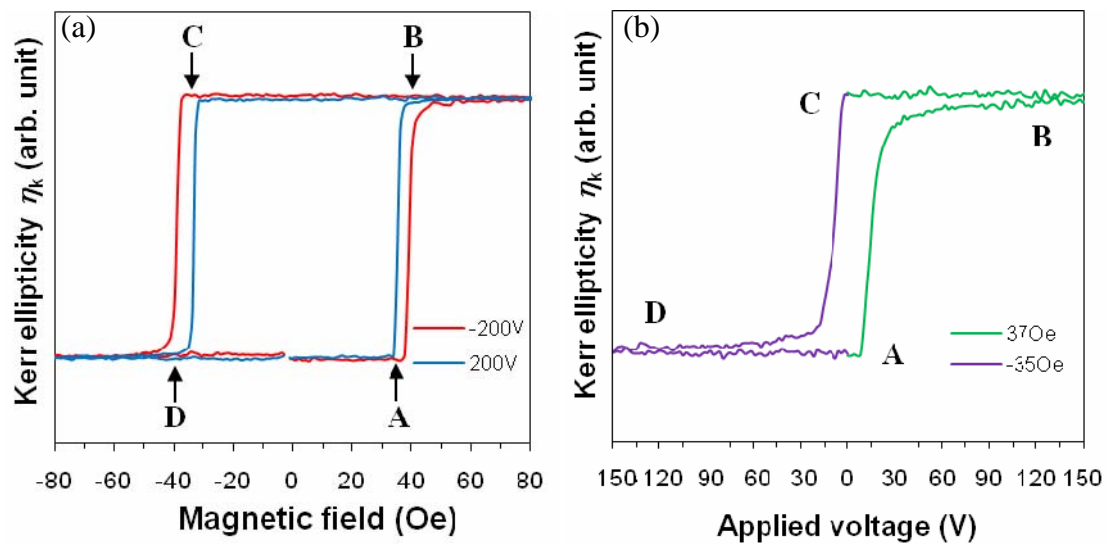 (a)
C
B
Kerr ellipticity ηk (arb. unit)
-200V
200V
D
A
-80 -60 -40 -20 0 20 40 60 80
Magnetic field (Oe)
(b)
C
B
Kerr ellipticity ηk (arb. unit)
D
A
37Oe
-35Oe
150 120 90 60 30 0 30 60 90 120 150
Applied voltage (V)